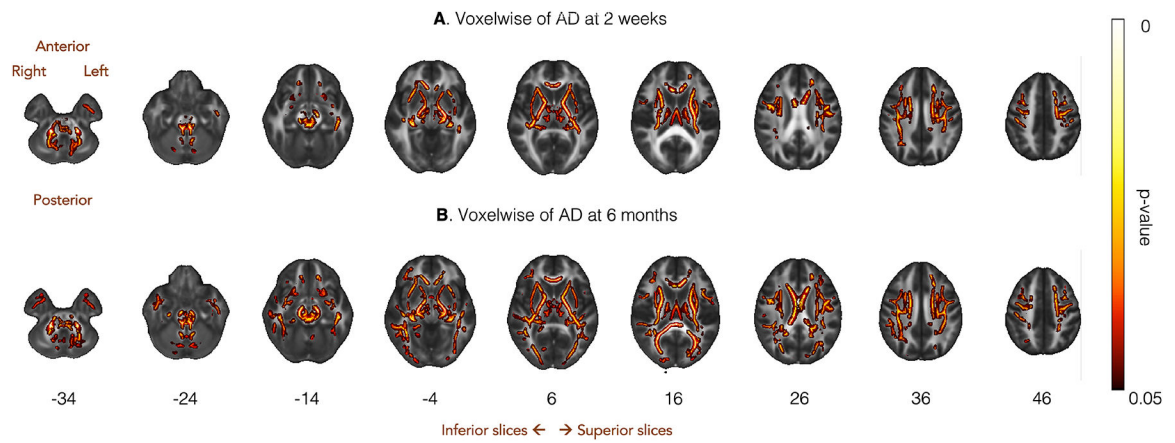 A. Voxelwise of AD at 2 weeks
0
Anterior
Right Left
Posterior
p-value
B. Voxelwise of AD at 6 months
-34 -24 -14 -4 6 16 26 36 46
0.05
Inferior slices ← → Superior slices